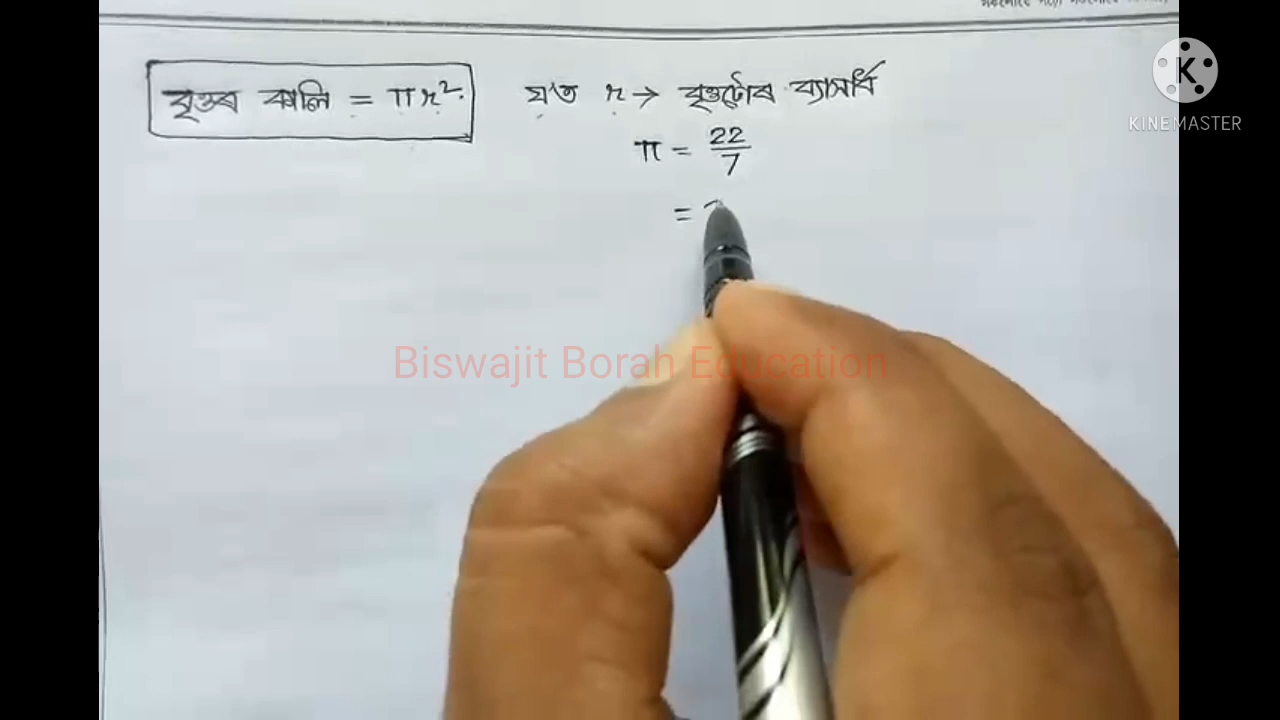 বৃত্তৰ কালি = πr². য'ত r → বৃত্তটোৰ ব্যাসাৰ্ধ
π = 22/7
=
K
KINEMASTER
Biswajit Borah Education